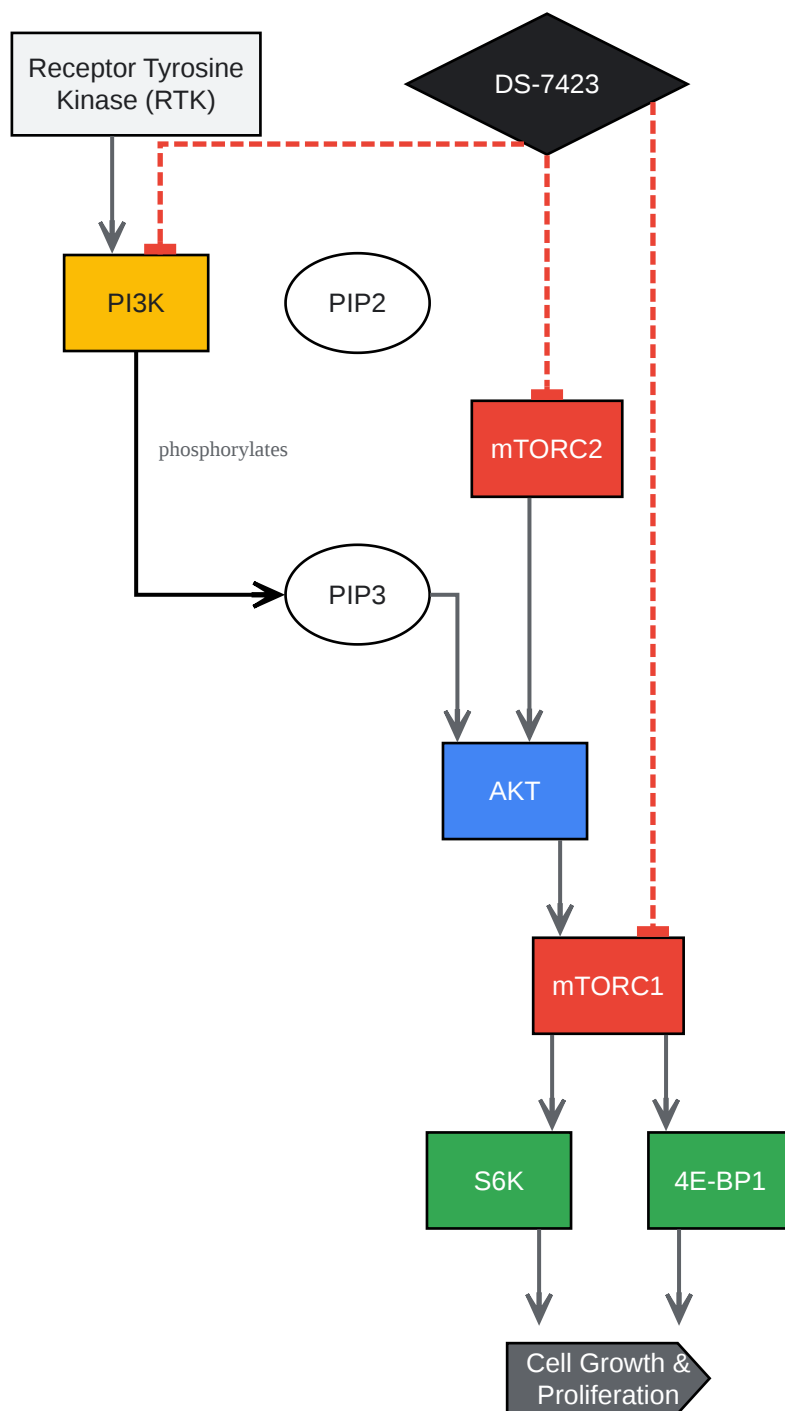 Receptor Tyrosine
Kinase (RTK)
DS-7423
PI3K
PIP2
phosphorylates
mTORC2
PIP3
AKT
mTORC1
S6K
4E-BP1
Cell Growth &
Proliferation